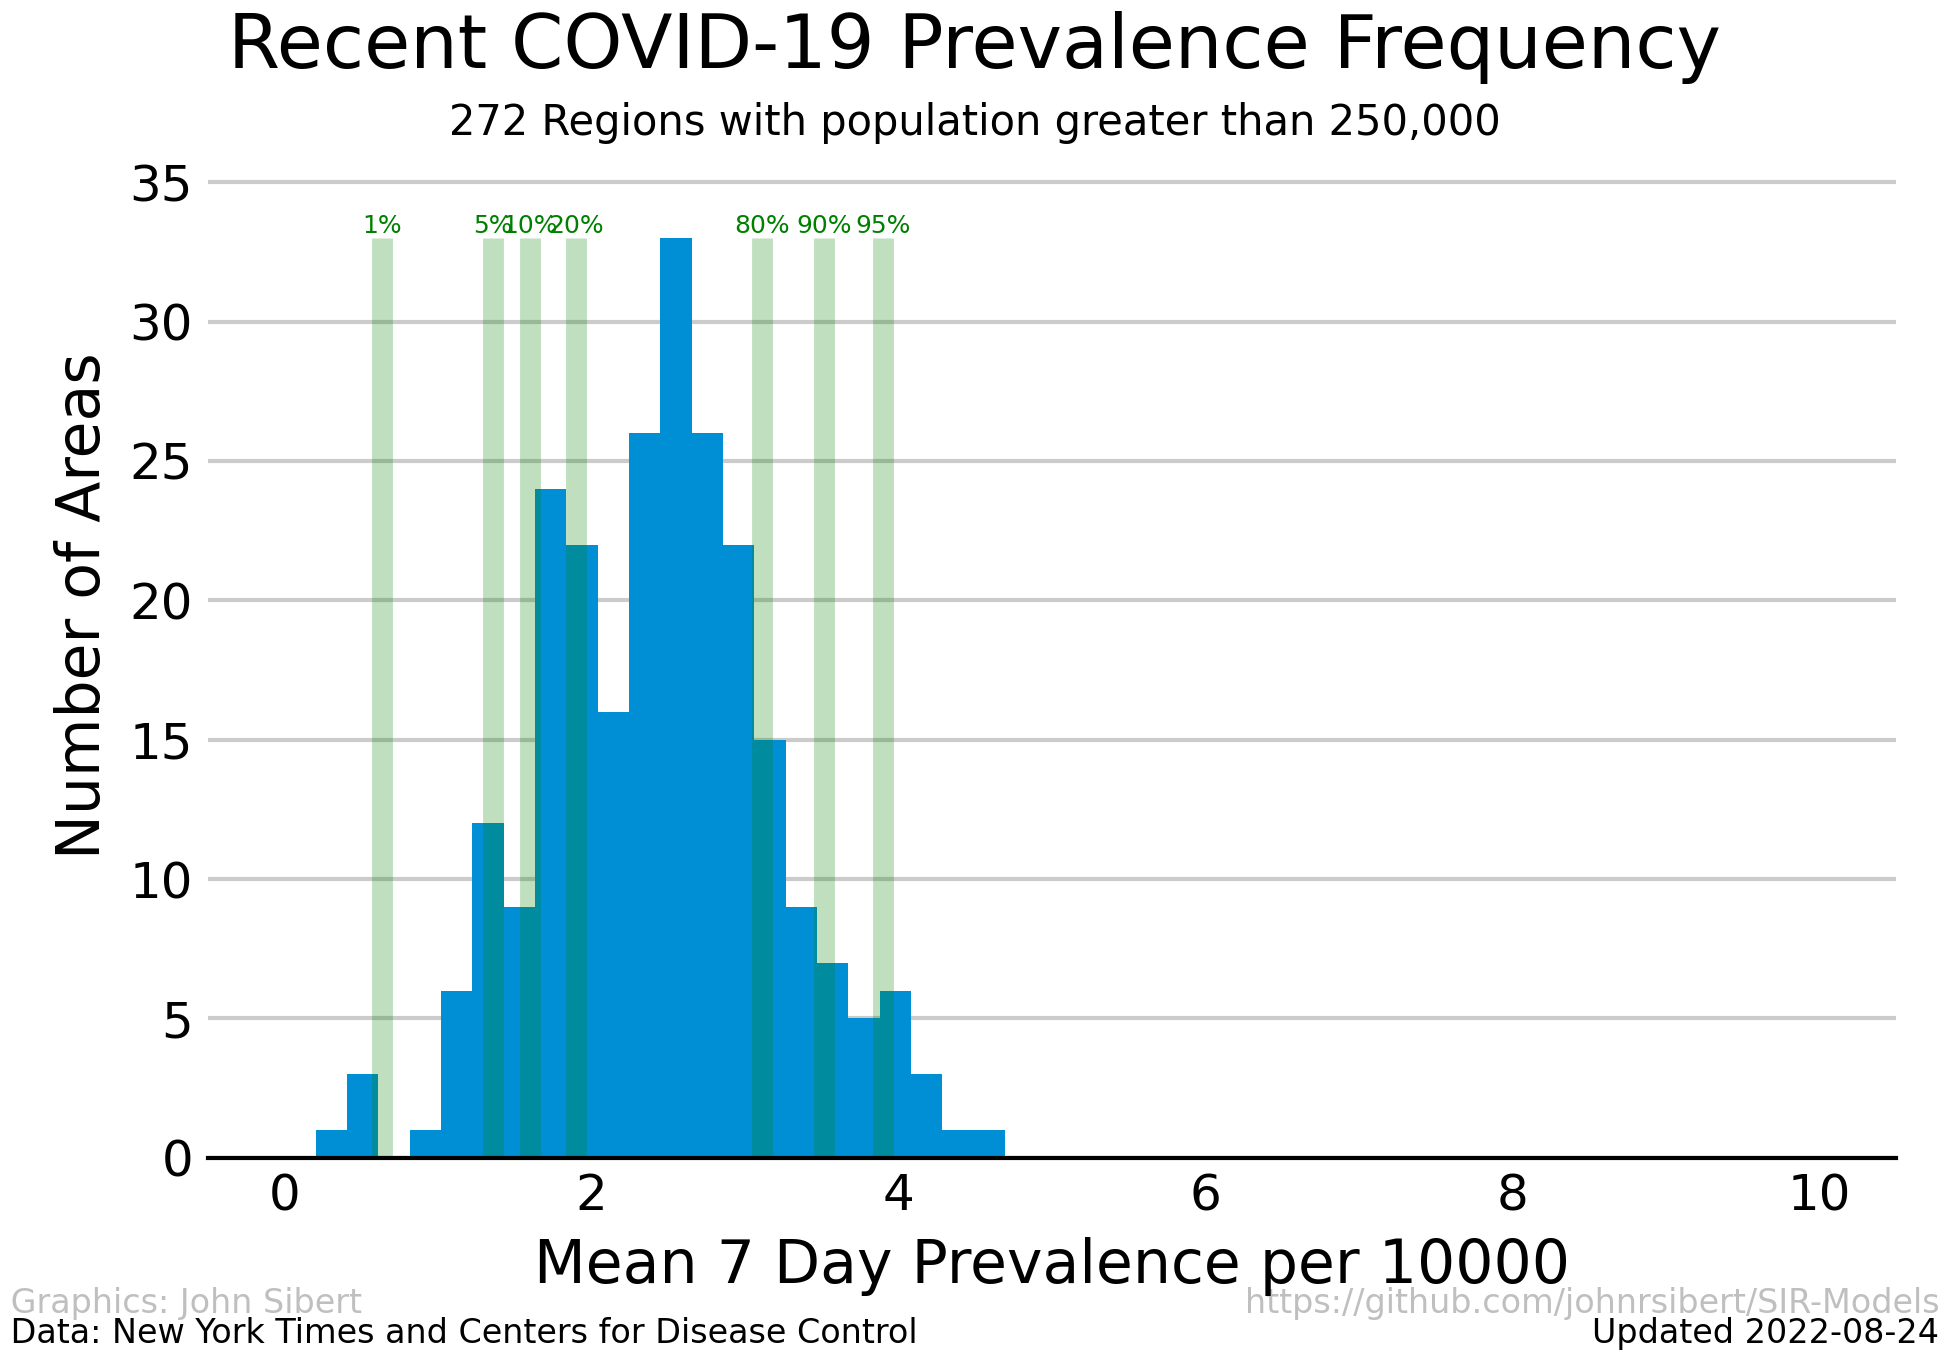 Recent COVID-19 Prevalence Frequency
272 Regions with population greater than 250,000
35
1% 5% 10% 20% 80% 90% 95%
30
25
20
15
10
5
0
Number of Areas
0 2 4 6 8 10
Mean 7 Day Prevalence per 10000
Graphics: John Sibert https://github.com/johnrsibert/SIR-Models
Data: New York Times and Centers for Disease Control Updated 2022-08-24